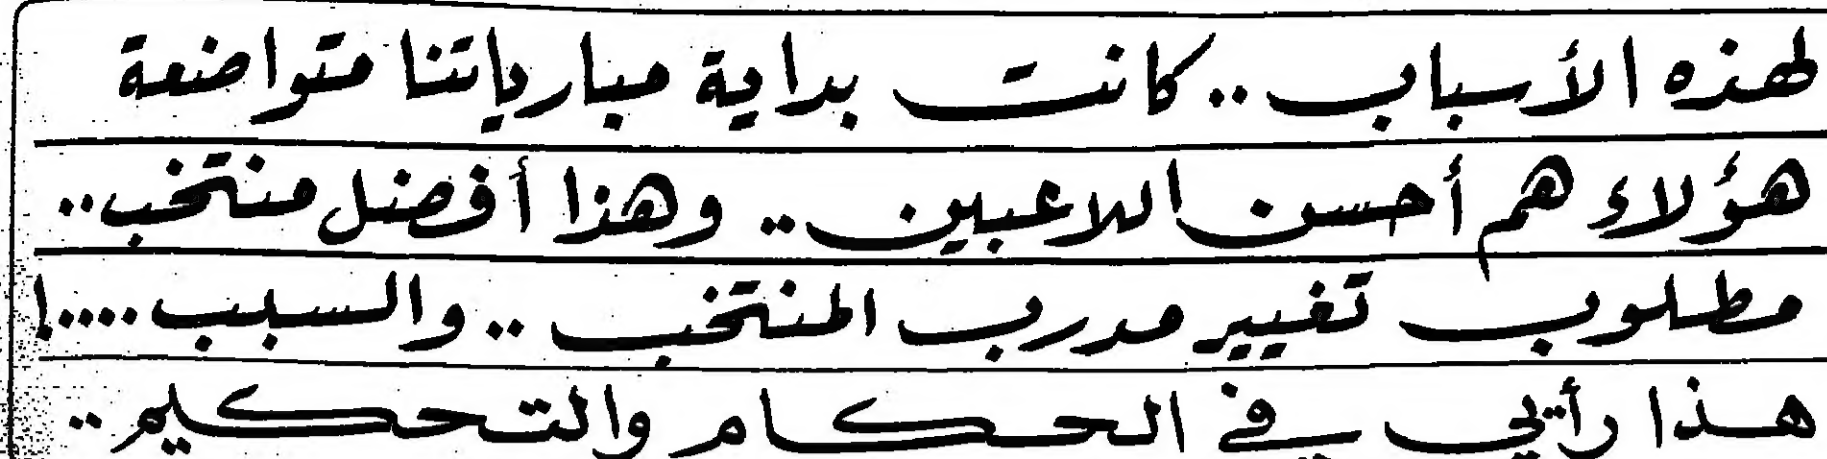 لهذه الأسباب .. كانت بداية مبارياتنا متواضعة
هؤلاء هم أحسن اللاعبين .. وهذا أفضل منتخب ..
مطلوب تغيير مدرب المنتخب .. والسبب ....!
هذا رأيي في الحكام والتحكيم ..